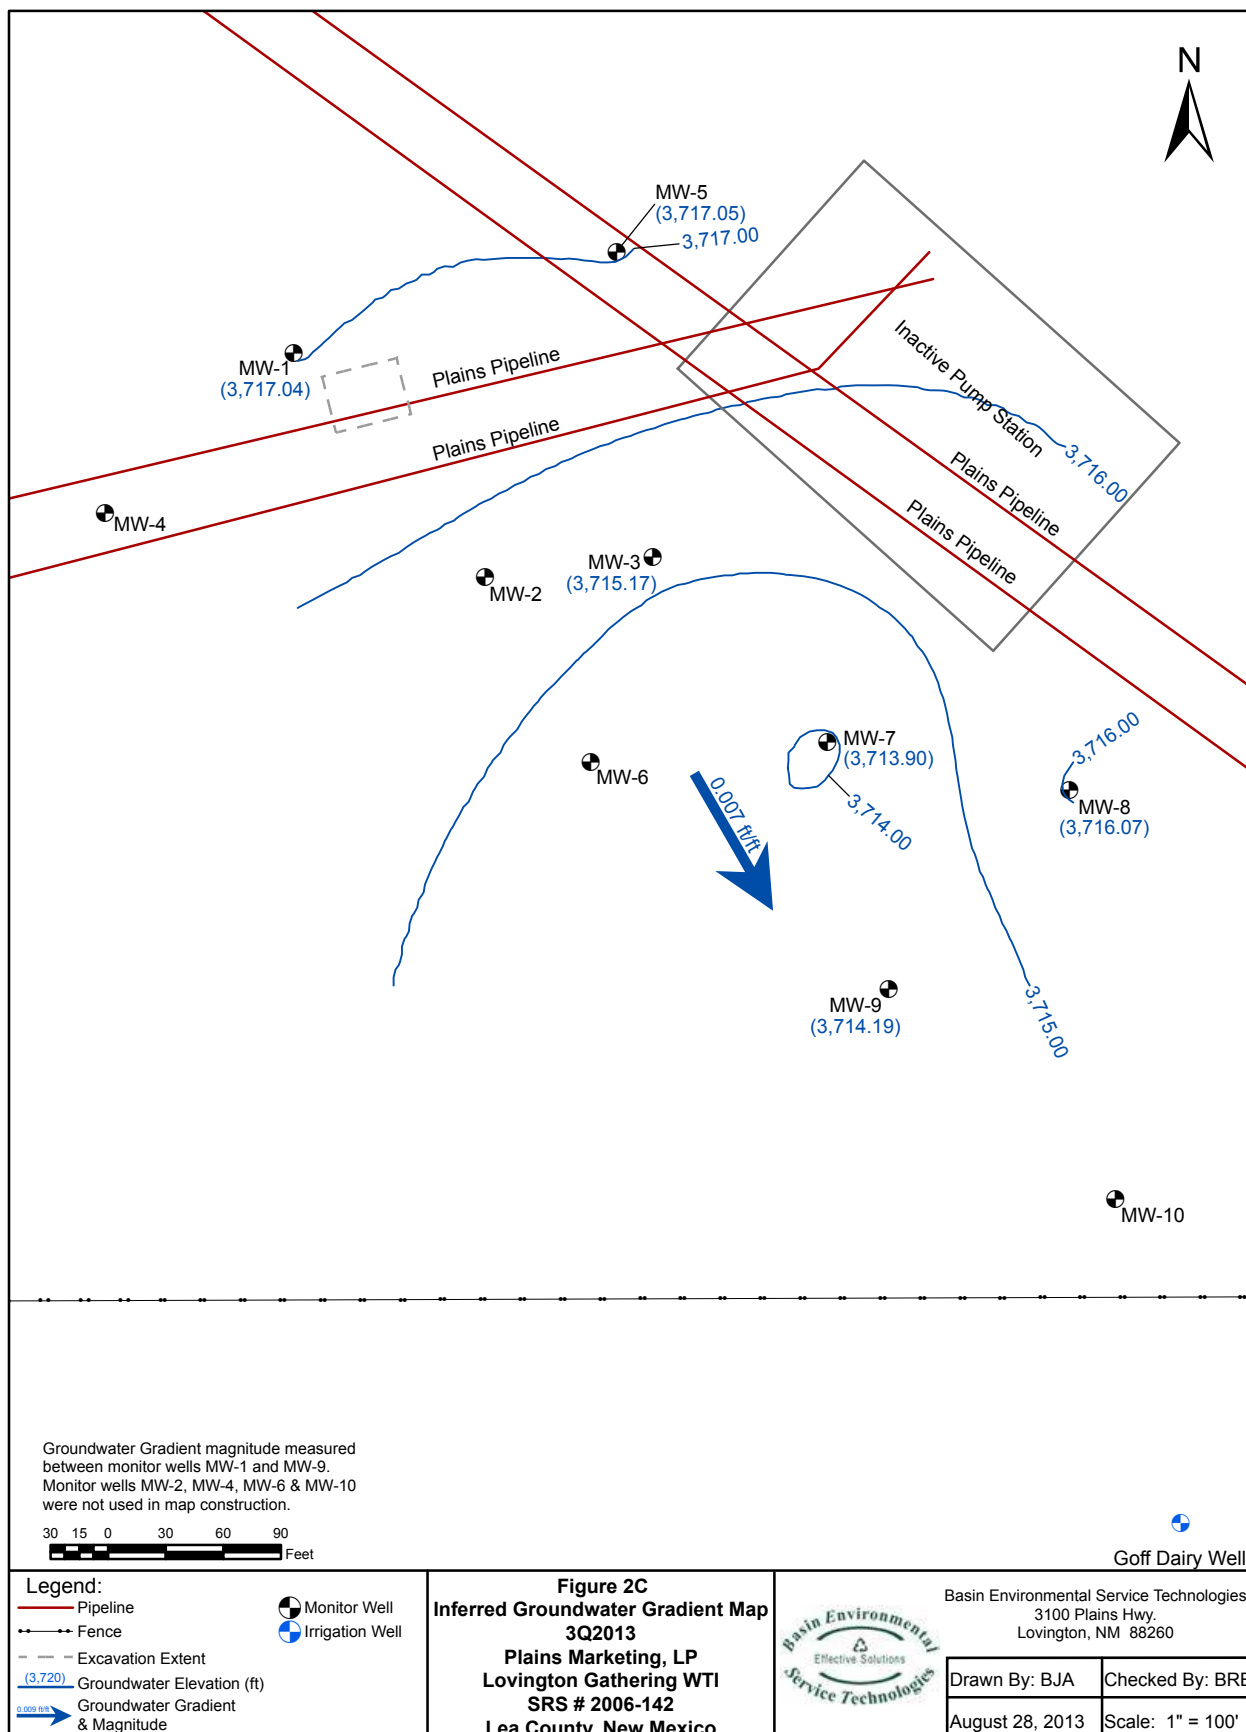 N
MW-5
(3,717.05)
3,717.00
MW-1
(3,717.04)
Plains Pipeline
Plains Pipeline
Inactive Pump Station
3,716.00
Plains Pipeline
Plains Pipeline
MW-4
MW-3
(3,715.17)
MW-2
MW-7
(3,713.90)
3,714.00
MW-6
0.007 ft/ft
3,716.00
MW-8
(3,716.07)
MW-9
(3,714.19)
3,715.00
MW-10
Groundwater Gradient magnitude measured
between monitor wells MW-1 and MW-9.
Monitor wells MW-2, MW-4, MW-6 & MW-10
were not used in map construction.
30 15 0 30 60 90
Feet
Goff Dairy Well
Legend:
Pipeline
Monitor Well
Fence
Irrigation Well
Excavation Extent
(3,720) Groundwater Elevation (ft)
0.009 ft/ft Groundwater Gradient
& Magnitude
Figure 2C
Inferred Groundwater Gradient Map
3Q2013
Plains Marketing, LP
Lovington Gathering WTI
SRS # 2006-142
Lea County, New Mexico
Basin Environmental
Effective Solutions
Service Technologies
Basin Environmental Service Technologies
3100 Plains Hwy.
Lovington, NM 88260
Drawn By: BJA
Checked By: BRB
August 28, 2013
Scale: 1" = 100'